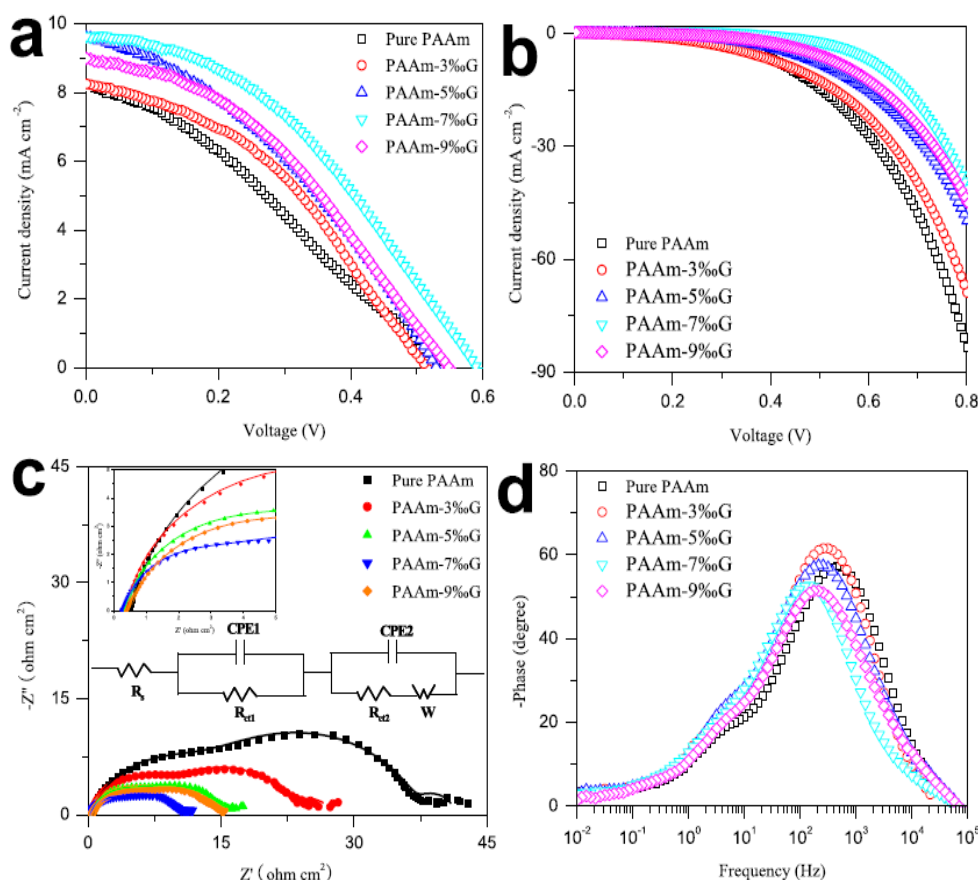 a
10
8
6
4
2
0
Current density (mA cm⁻²)
0.0
0.2
0.4
0.6
Voltage (V)
Pure PAAm
PAAm-3‰G
PAAm-5‰G
PAAm-7‰G
PAAm-9‰G
b
0
-30
-60
-90
Current density (mA cm⁻²)
0.0
0.2
0.4
0.6
0.8
Voltage (V)
Pure PAAm
PAAm-3‰G
PAAm-5‰G
PAAm-7‰G
PAAm-9‰G
c
45
30
15
0
-Z'' (ohm cm²)
0
15
30
45
Z' (ohm cm²)
Pure PAAm
PAAm-3‰G
PAAm-5‰G
PAAm-7‰G
PAAm-9‰G
Z' (ohm cm²)
CPE1
CPE2
Rs
Rct1
Rct2
W
d
80
60
40
20
0
-Phase (degree)
10⁻²
10⁻¹
10⁰
10¹
10²
10³
10⁴
10⁵
Frequency (Hz)
Pure PAAm
PAAm-3‰G
PAAm-5‰G
PAAm-7‰G
PAAm-9‰G